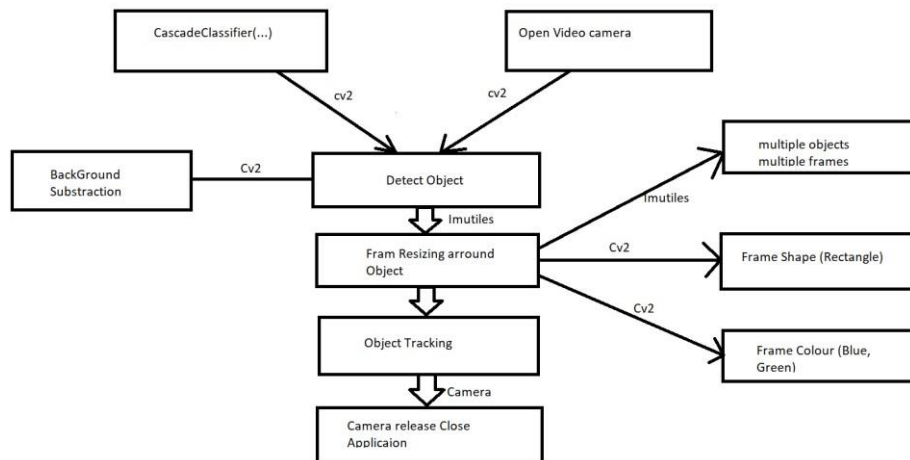 CascadeClassifier(...)
Open Video camera
cv2
cv2
BackGround
Substraction
Cv2
Detect Object
multiple objects
multiple frames
Imutiles
Imutiles
Fram Resizing arround
Object
Cv2
Frame Shape (Rectangle)
Cv2
Object Tracking
Frame Colour (Blue,
Green)
Camera
Camera release Close
Applicaion